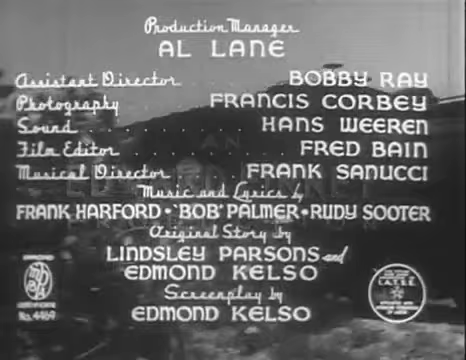 Production Manager
AL LANE
Assistant Director BOBBY RAY
Photography FRANCIS CORBEY
Sound . . . . . . . . . . HANS WEEREN
Film Editor . . . . . . . . . . FRED BAIN
Musical Director . . . . . FRANK SANUCCI
Music and Lyrics by
FRANK HARFORD • "BOB" PALMER • RUDY SOOTER
Original Story by
LINDSLEY PARSONS and
EDMOND KELSO
Screenplay by
EDMOND KELSO
No. 4469
I.A.T.S.E.